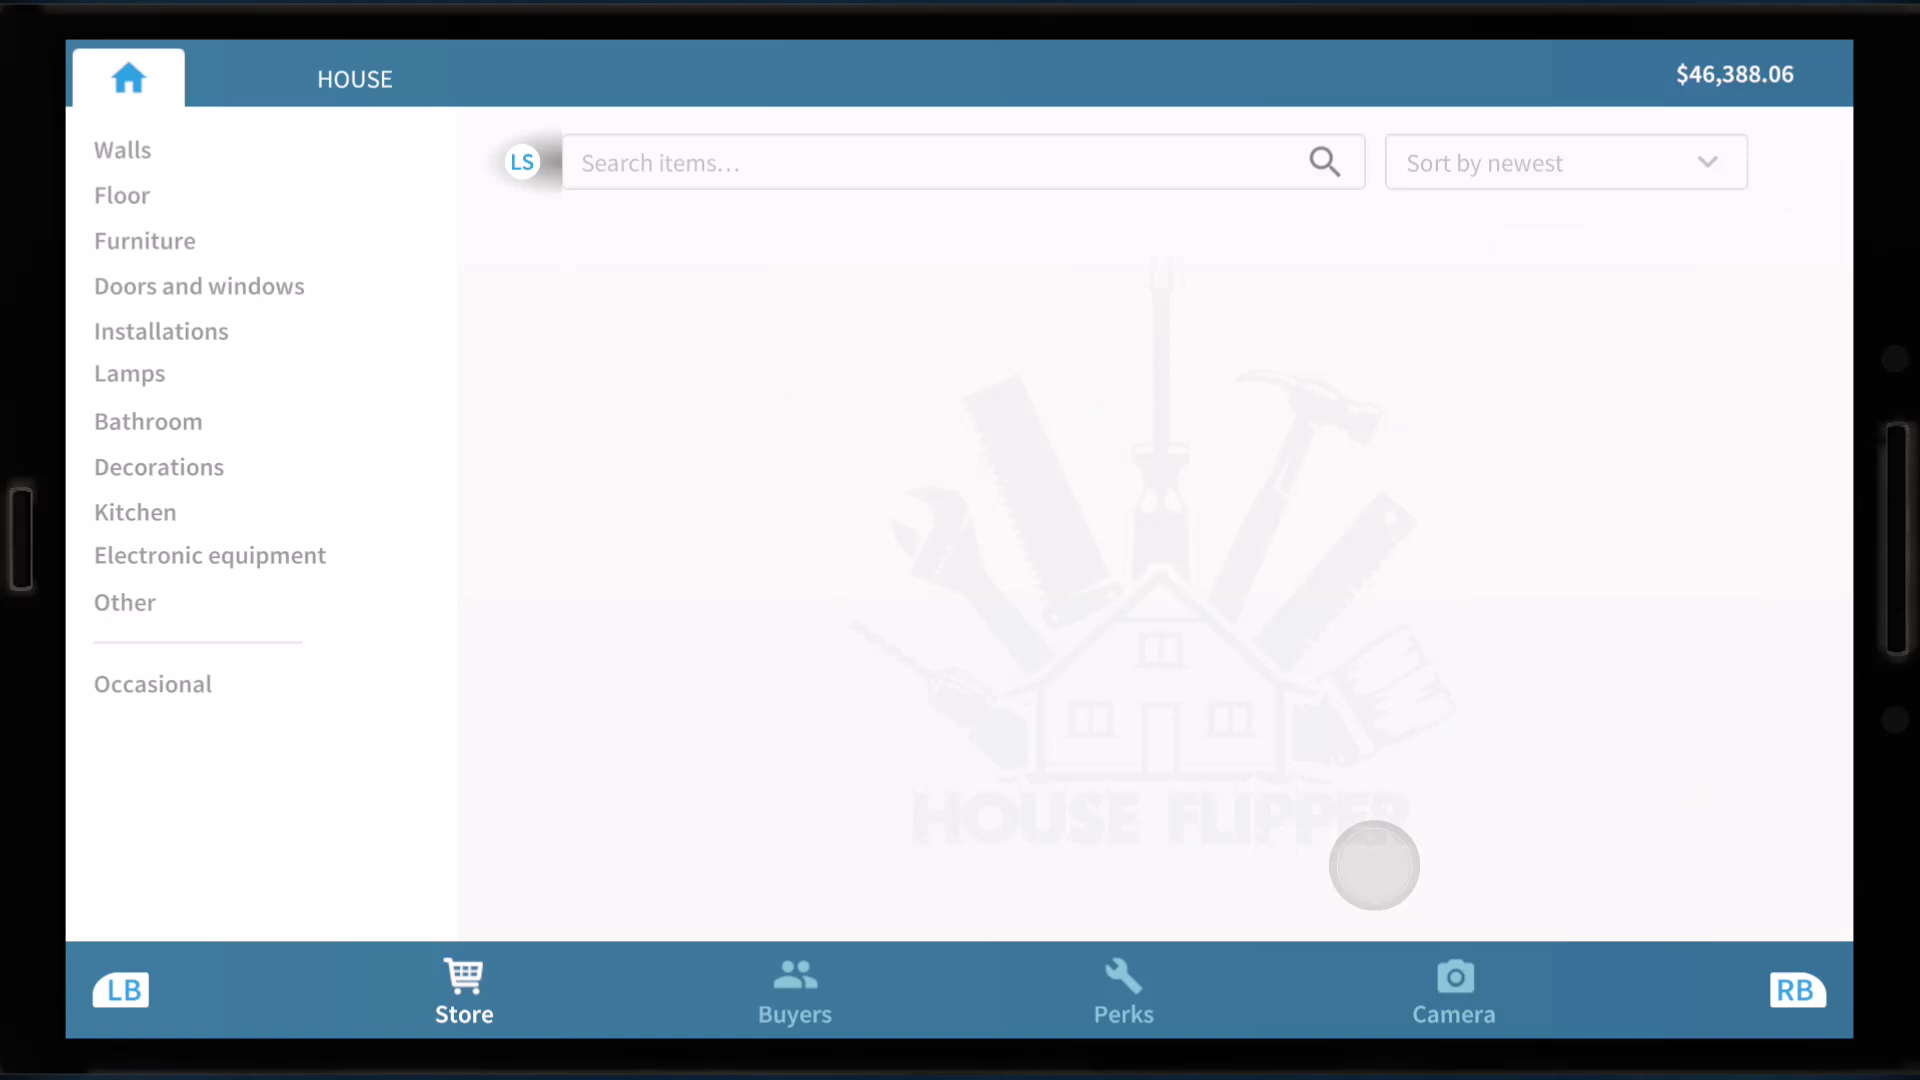 HOUSE
$46,388.06
LS
Search items...
Sort by newest
Walls
Floor
Furniture
Doors and windows
Installations
Lamps
Bathroom
Decorations
Kitchen
Electronic equipment
Other
Occasional
HOUSE FLIPPER
LB
Store
Buyers
Perks
Camera
RB